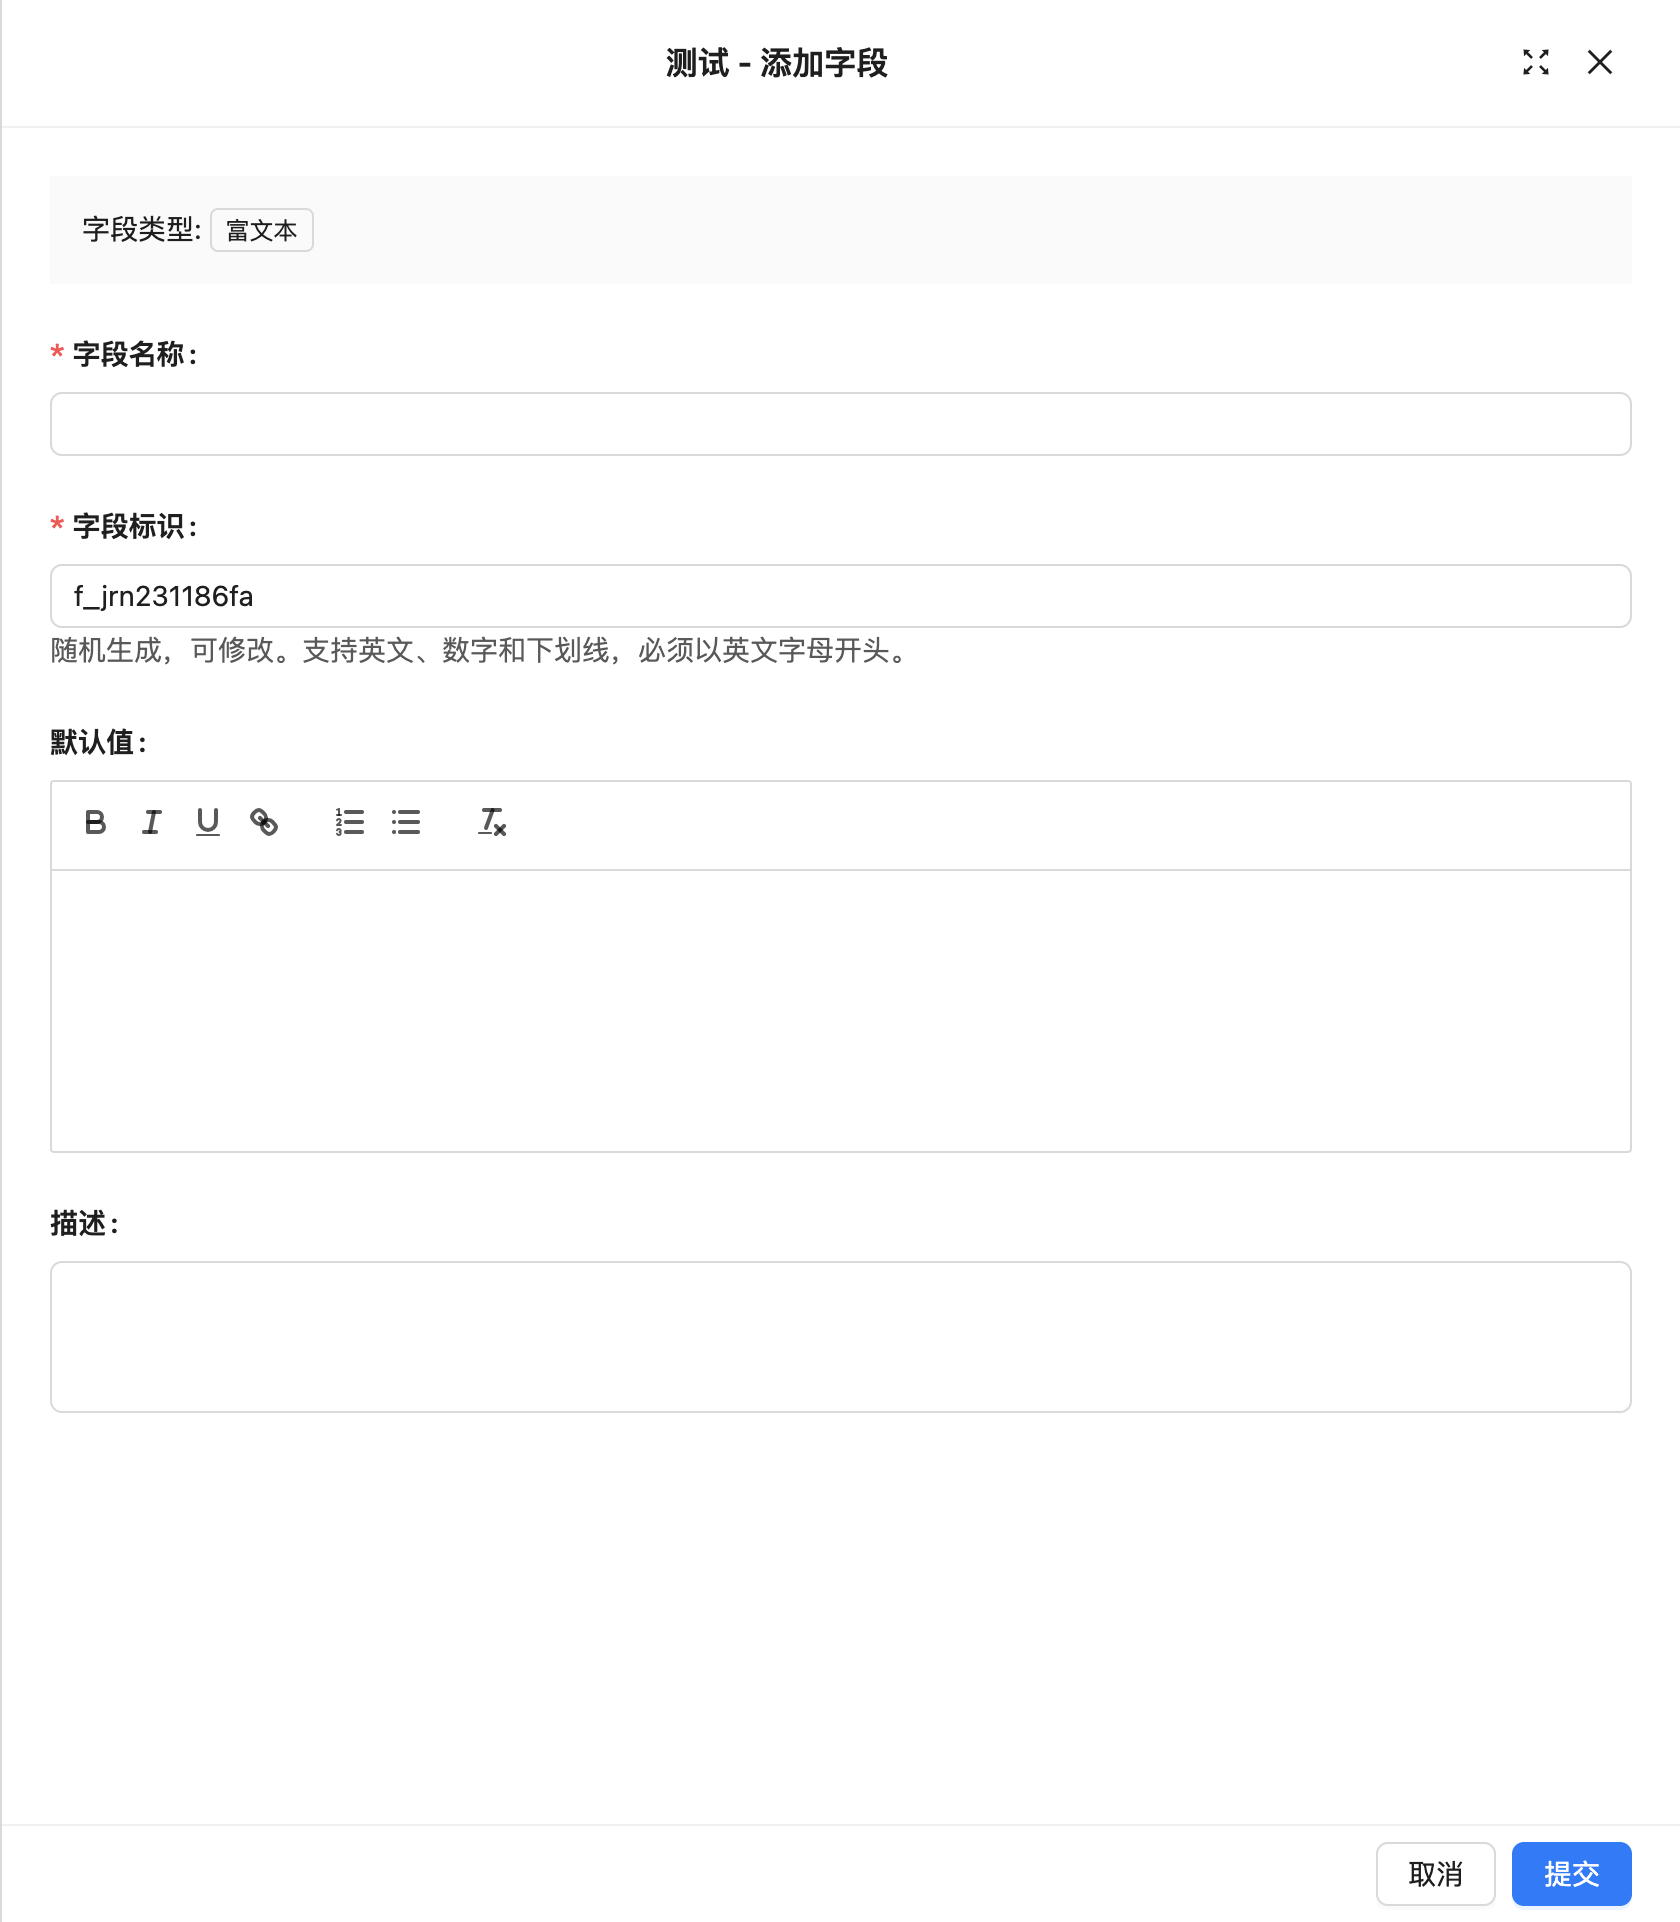 测试 - 添加字段
字段类型: 富文本
* 字段名称:
* 字段标识:
f_jrn231186fa
随机生成，可修改。支持英文、数字和下划线，必须以英文字母开头。
默认值:
描述:
取消 提交